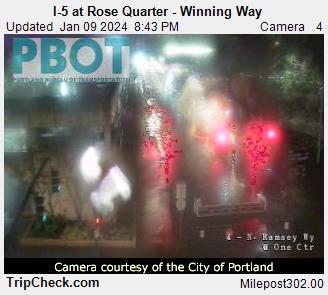 I-5 at Rose Quarter - Winning Way
Updated Jan 09 2024 8:43 PM Camera 4
PBOT
PORTLAND BUREAU OF TRANSPORTATION
4 - N. Ramsey Wy
@ One Ctr
Camera courtesy of the City of Portland
TripCheck.com Milepost302.00